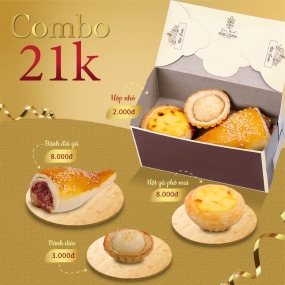 Combo
21k
Hộp nhỏ
2.000đ
Bánh đùi gà
8.000đ
Hột gà phô mai
8.000đ
Bánh dừa
3.000đ